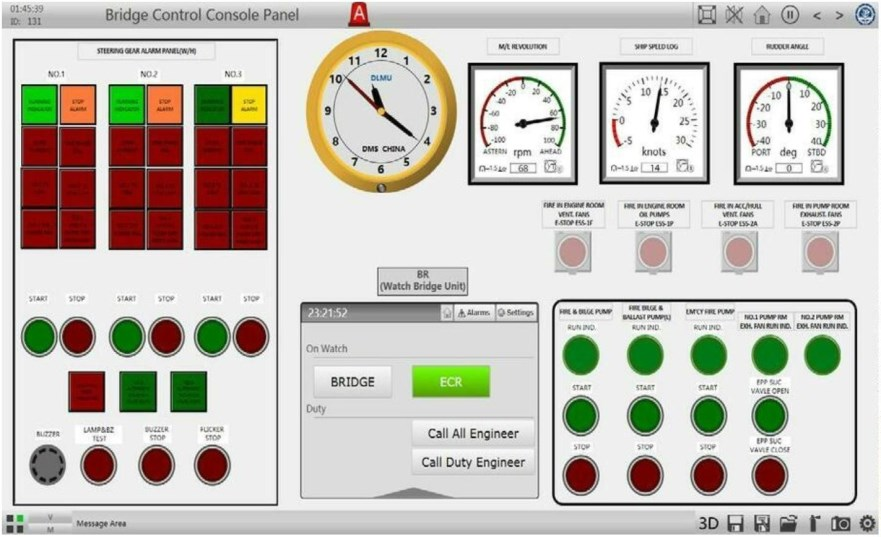 01:45:39
ID: 131
Bridge Control Console Panel
A
STEERING GEAR ALARM PANEL(W/H)
NO.1
NO.2
NO.3
STOP
ALARM
STOP
ALARM
STOP
ALARM
START
STOP
START
STOP
START
STOP
BUZZER
LAMP&BZ
TEST
BUZZER
STOP
FLICKER
STOP
12
1
2
3
4
5
6
7
8
9
10
11
DLMU
DMS CHINA
M/E REVOLUTION
-100
-80
-60
-40
-20
0
20
40
60
80
100
ASTERN
rpm
AHEAD
68
SHIP SPEED LOG
5
0
5
10
15
20
25
30
knots
14
RUDDER ANGLE
-40
-30
-20
-10
0
10
20
30
40
PORT
deg
STBD
0
FIRE IN ENGINE ROOM
VENT. FANS
E-STOP ESS-1F
FIRE IN ENGINE ROOM
OIL PUMPS
E-STOP ESS-1P
FIRE IN ACC/HULL
VENT. FANS
E-STOP ESS-2A
FIRE IN PUMP ROOM
EXHAUST. FANS
E-STOP ESS-2P
BR
(Watch Bridge Unit)
23:21:52
Alarms
Settings
On Watch
BRIDGE
ECR
Duty
Call All Engineer
Call Duty Engineer
FIRE & BILGE PUMP
FIRE BILGE &
BALLAST PUMP(L)
EM'CY FIRE PUMP
NO.1 PUMP RM
EXH. FAN RUN IND.
NO.2 PUMP RM
EXH. FAN RUN IND.
RUN IND.
RUN IND.
RUN IND.
START
START
START
EPP SUC
VAVLE OPEN
STOP
STOP
STOP
EPP SUC
VAVLE CLOSE
V
M
Message Area
3D